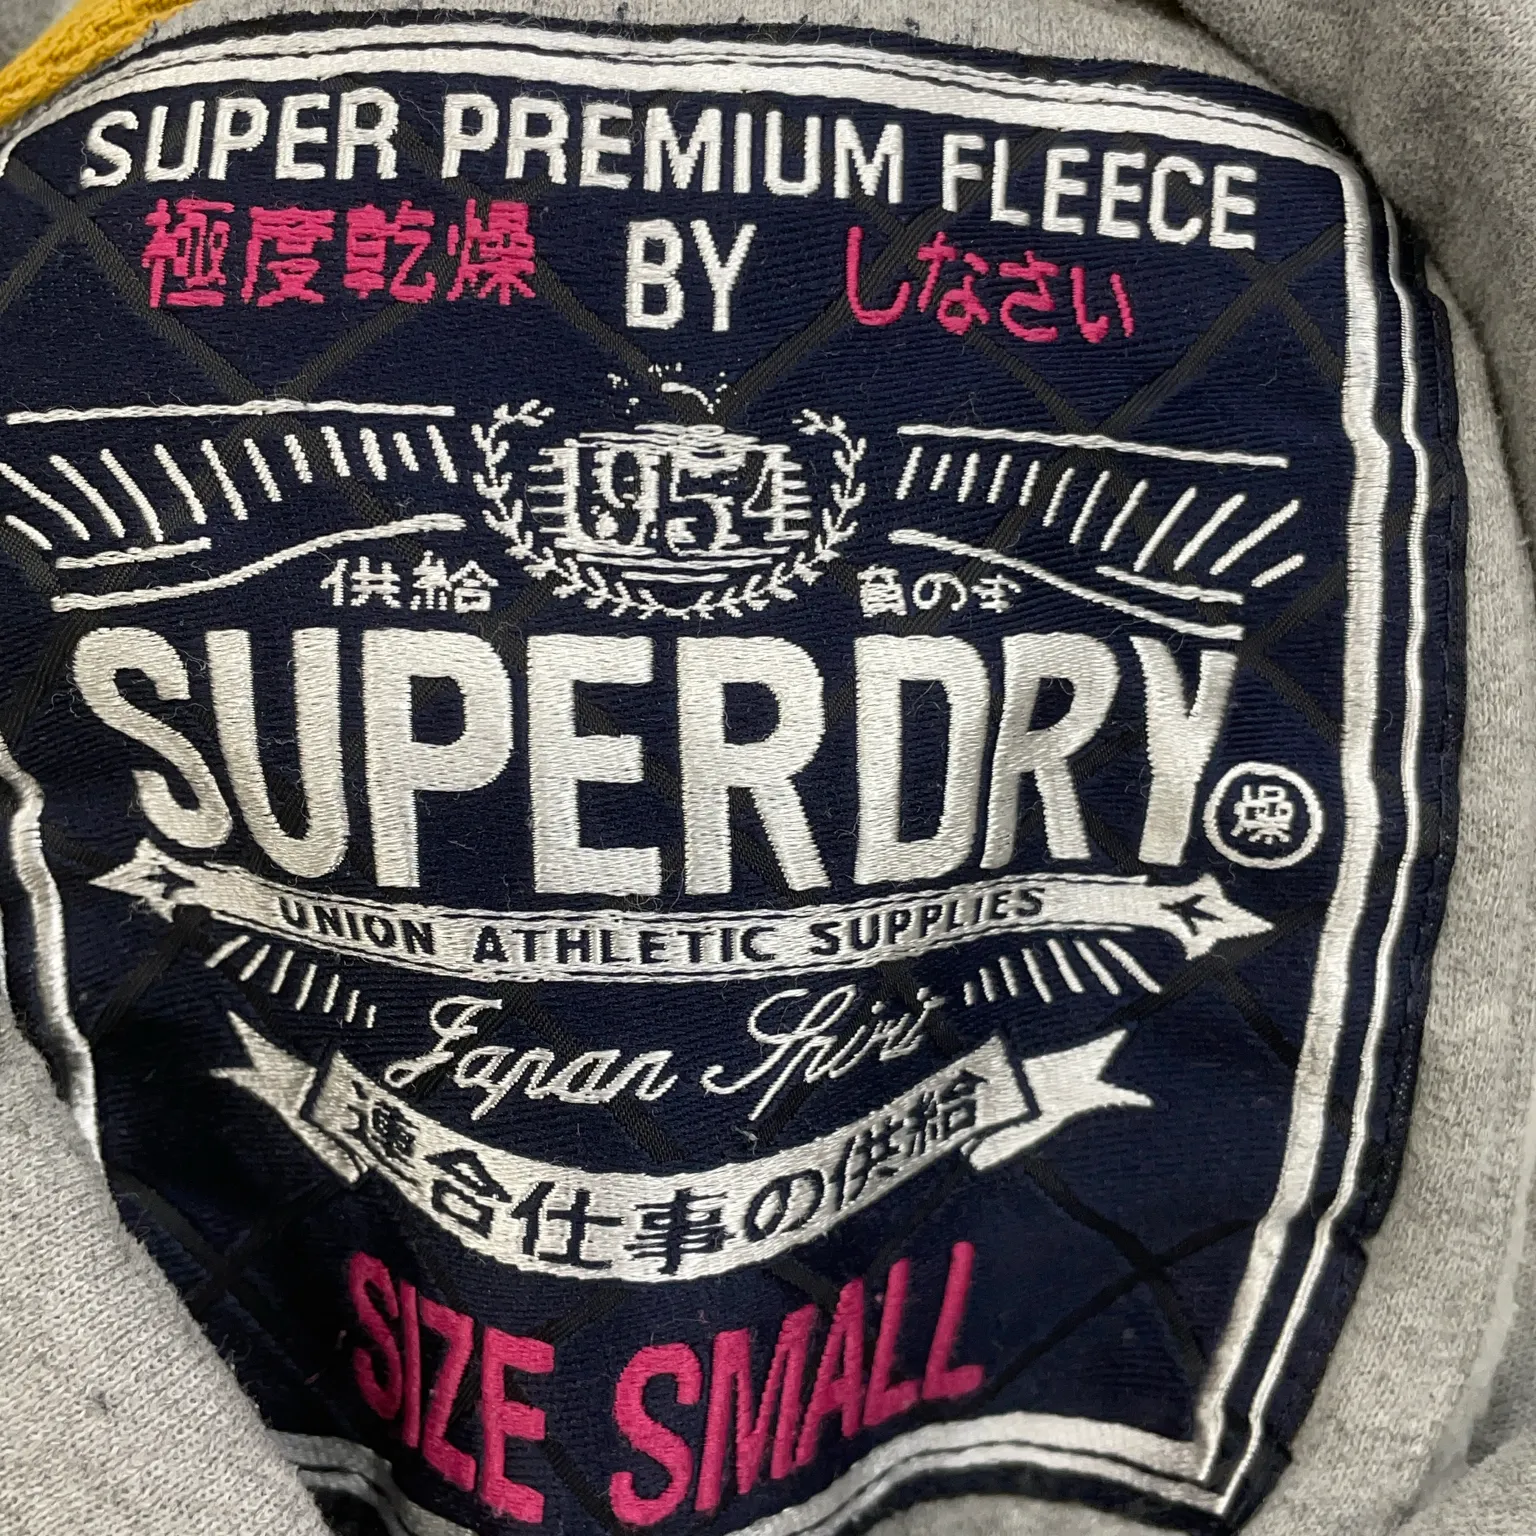 SUPER PREMIUM FLEECE
極度乾燥 BY しなさい
1954
供給
SUPERDRY
UNION ATHLETIC SUPPLIES
Japan Spirit
連合仕事の供給
SIZE SMALL